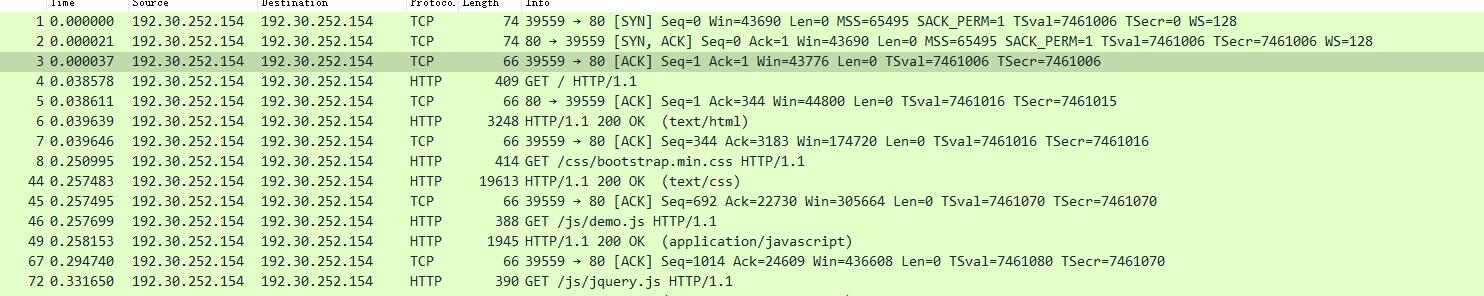 Time Source Destination Protocol Length Info
1 0.000000 192.30.252.154 192.30.252.154 TCP 74 39559 → 80 [SYN] Seq=0 Win=43690 Len=0 MSS=65495 SACK_PERM=1 TSval=7461006 TSecr=0 WS=128
2 0.000021 192.30.252.154 192.30.252.154 TCP 74 80 → 39559 [SYN, ACK] Seq=0 Ack=1 Win=43690 Len=0 MSS=65495 SACK_PERM=1 TSval=7461006 TSecr=7461006 WS=128
3 0.000037 192.30.252.154 192.30.252.154 TCP 66 39559 → 80 [ACK] Seq=1 Ack=1 Win=43776 Len=0 TSval=7461006 TSecr=7461006
4 0.038578 192.30.252.154 192.30.252.154 HTTP 409 GET / HTTP/1.1
5 0.038611 192.30.252.154 192.30.252.154 TCP 66 80 → 39559 [ACK] Seq=1 Ack=344 Win=44800 Len=0 TSval=7461016 TSecr=7461015
6 0.039639 192.30.252.154 192.30.252.154 HTTP 3248 HTTP/1.1 200 OK (text/html)
7 0.039646 192.30.252.154 192.30.252.154 TCP 66 39559 → 80 [ACK] Seq=344 Ack=3183 Win=174720 Len=0 TSval=7461016 TSecr=7461016
8 0.250995 192.30.252.154 192.30.252.154 HTTP 414 GET /css/bootstrap.min.css HTTP/1.1
44 0.257483 192.30.252.154 192.30.252.154 HTTP 19613 HTTP/1.1 200 OK (text/css)
45 0.257495 192.30.252.154 192.30.252.154 TCP 66 39559 → 80 [ACK] Seq=692 Ack=22730 Win=305664 Len=0 TSval=7461070 TSecr=7461070
46 0.257699 192.30.252.154 192.30.252.154 HTTP 388 GET /js/demo.js HTTP/1.1
49 0.258153 192.30.252.154 192.30.252.154 HTTP 1945 HTTP/1.1 200 OK (application/javascript)
67 0.294740 192.30.252.154 192.30.252.154 TCP 66 39559 → 80 [ACK] Seq=1014 Ack=24609 Win=436608 Len=0 TSval=7461080 TSecr=7461070
72 0.331650 192.30.252.154 192.30.252.154 HTTP 390 GET /js/jquery.js HTTP/1.1